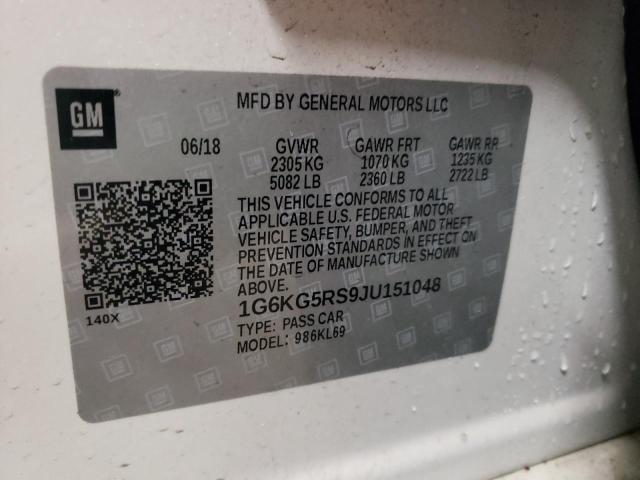 GM
MFD BY GENERAL MOTORS LLC
06/18 GVWR GAWR FRT GAWR RR
2305 KG 1070 KG 1235 KG
5082 LB 2360 LB 2722 LB
THIS VEHICLE CONFORMS TO ALL
APPLICABLE U.S. FEDERAL MOTOR
VEHICLE SAFETY, BUMPER, AND THEFT
PREVENTION STANDARDS IN EFFECT ON
THE DATE OF MANUFACTURE SHOWN
ABOVE.
1G6KG5RS9JU151048
TYPE: PASS CAR
MODEL: 986KL69
140X